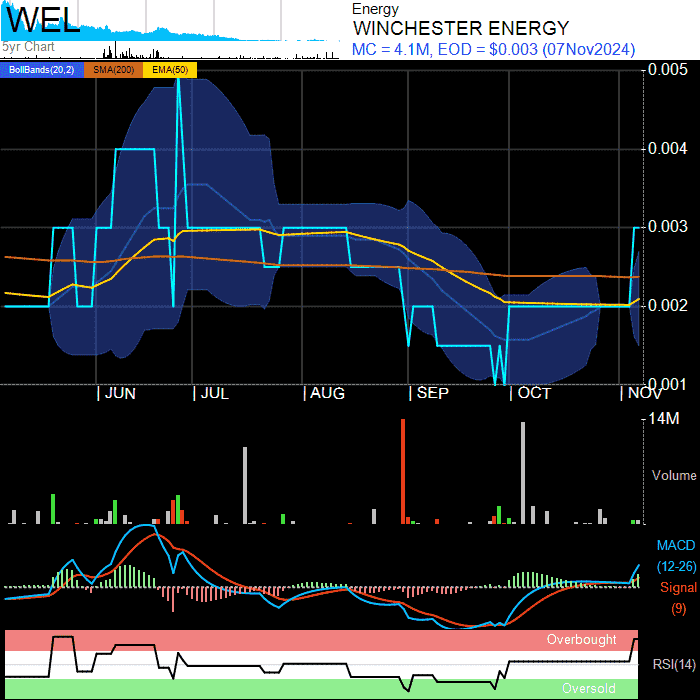 WEL
5yr Chart
Energy
WINCHESTER ENERGY
MC = 4.1M, EOD = $0.003 (07Nov2024)
BollBands(20,2) SMA(200) EMA(50)
0.005
0.004
0.003
0.002
0.001
JUN JUL AUG SEP OCT NOV
14M
Volume
MACD
(12-26)
Signal
(9)
Overbought
RSI(14)
Oversold